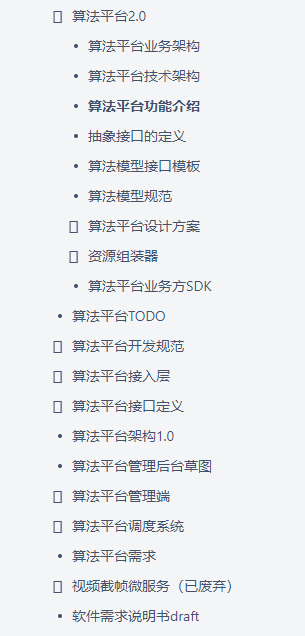 算法平台2.0
算法平台业务架构
算法平台技术架构
算法平台功能介绍
抽象接口的定义
算法模型接口模板
算法模型规范
算法平台设计方案
资源组装器
算法平台业务方SDK
算法平台TODO
算法平台开发规范
算法平台接入层
算法平台接口定义
算法平台架构1.0
算法平台管理后台草图
算法平台管理端
算法平台调度系统
算法平台需求
视频截帧微服务（已废弃）
软件需求说明书draft